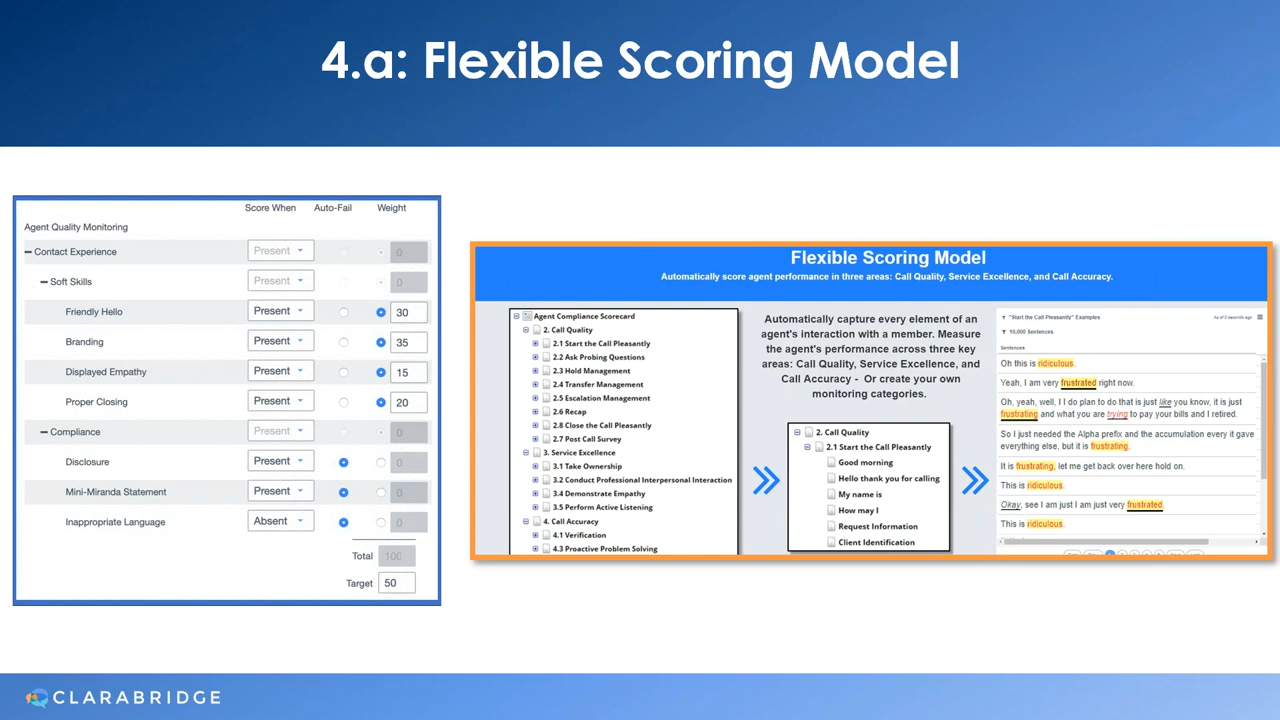 4.a: Flexible Scoring Model
Score When Auto-Fail Weight
Agent Quality Monitoring
Contact Experience Present 0
Soft Skills Present 0
Friendly Hello Present 30
Branding Present 35
Displayed Empathy Present 15
Proper Closing Present 20
Compliance Present 0
Disclosure Present 0
Mini-Miranda Statement Present 0
Inappropriate Language Absent 0
Total 100
Target 50
Flexible Scoring Model
Automatically score agent performance in three areas: Call Quality, Service Excellence, and Call Accuracy.
Agent Compliance Scorecard
2. Call Quality
2.1 Start the Call Pleasantly
2.2 Ask Probing Questions
2.3 Hold Management
2.4 Transfer Management
2.5 Escalation Management
2.6 Recap
2.8 Close the Call Pleasantly
2.7 Post Call Survey
3. Service Excellence
3.1 Take Ownership
3.2 Conduct Professional Interpersonal Interaction
3.4 Demonstrate Empathy
3.5 Perform Active Listening
4. Call Accuracy
4.1 Verification
4.3 Proactive Problem Solving
Automatically capture every element of an
agent's interaction with a member. Measure
the agent's performance across three key
areas: Call Quality, Service Excellence, and
Call Accuracy - Or create your own
monitoring categories.
2. Call Quality
2.1 Start the Call Pleasantly
Good morning
Hello thank you for calling
My name is
How may I
Request Information
Client Identification
"Start the Call Pleasantly" Examples As of 0 seconds ago
10,000 Sentences
Sentences
Oh this is ridiculous.
Yeah, I am very frustrated right now.
Oh, yeah, well, I I do plan to do that is just like you know, it is just
frustrating and what you are trying to pay your bills and I retired.
So I just needed the Alpha prefix and the accumulation every it gave
everything else, but it is frustrating.
It is frustrating, let me get back over here hold on.
This is ridiculous.
Okay, see I am just I am just very frustrated.
This is ridiculous.
CLARABRIDGE